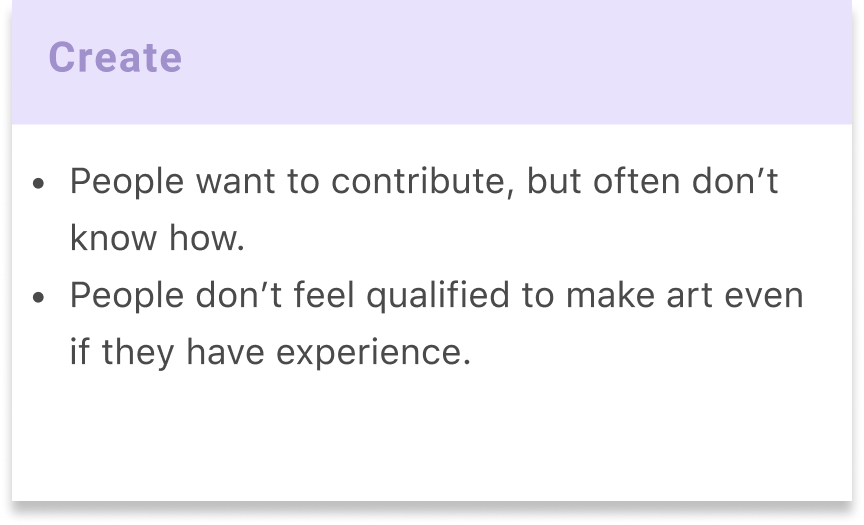 Create
• People want to contribute, but often don’t
know how.
• People don’t feel qualified to make art even
if they have experience.